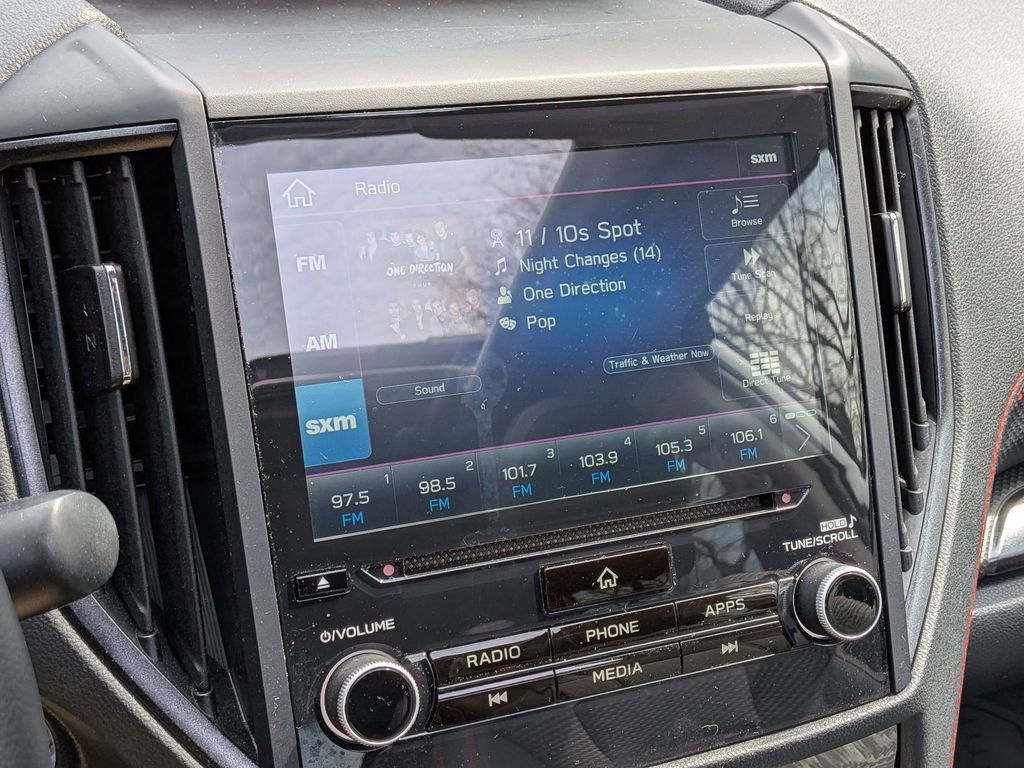 Radio
sxm
FM
AM
sxm
ONE DIRECTION
FOUR
11 / 10s Spot
Night Changes (14)
One Direction
Pop
Browse
Tune Scan
Replay
Direct Tune
Sound
Traffic & Weather Now
97.5 1
FM
98.5 2
FM
101.7 3
FM
103.9 4
FM
105.3 5
FM
106.1 6
FM
HOLD
TUNE/SCROLL
/VOLUME
RADIO
PHONE
APPS
MEDIA
N